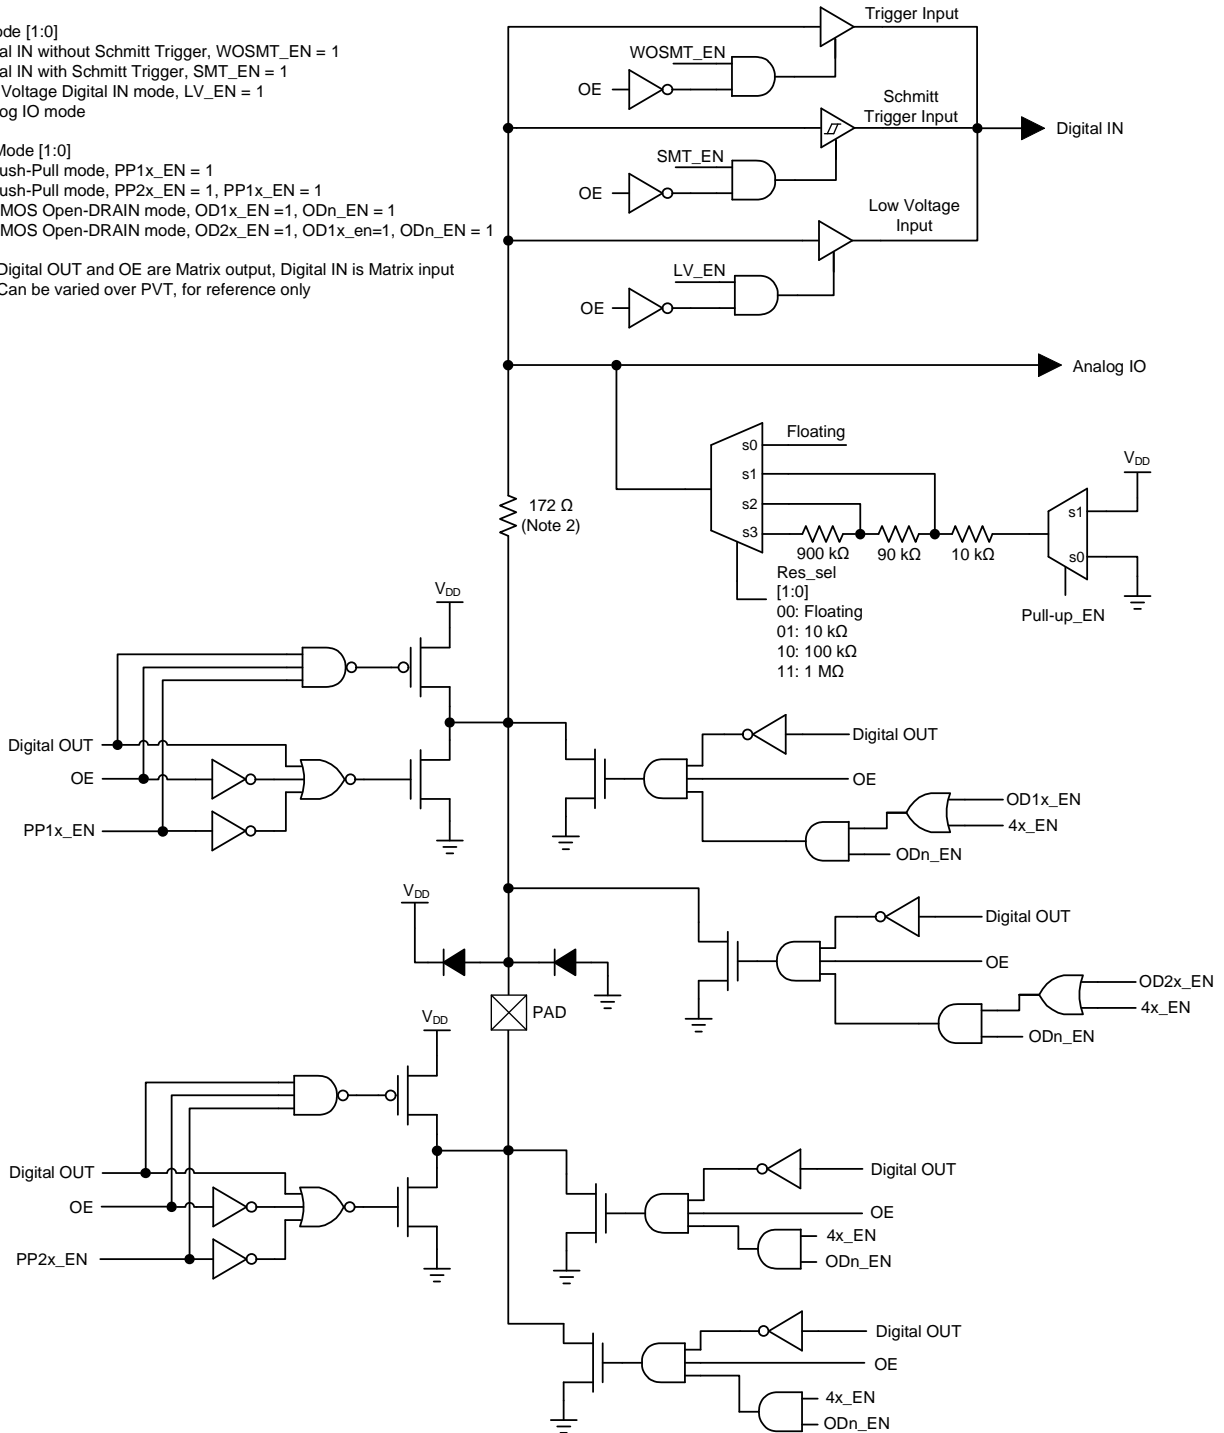 ode [1:0]
al IN without Schmitt Trigger, WOSMT_EN = 1
al IN with Schmitt Trigger, SMT_EN = 1
Voltage Digital IN mode, LV_EN = 1
og IO mode
Mode [1:0]
ush-Pull mode, PP1x_EN = 1
ush-Pull mode, PP2x_EN = 1, PP1x_EN = 1
MOS Open-DRAIN mode, OD1x_EN =1, ODn_EN = 1
MOS Open-DRAIN mode, OD2x_EN =1, OD1x_en=1, ODn_EN = 1
Digital OUT and OE are Matrix output, Digital IN is Matrix input
Can be varied over PVT, for reference only
Trigger Input
WOSMT_EN
OE
Schmitt
Trigger Input
Digital IN
SMT_EN
OE
Low Voltage
Input
LV_EN
OE
Analog IO
Floating
s0
s1
s2
s3
VDD
s1
s0
172 Ω
(Note 2)
900 kΩ
90 kΩ
10 kΩ
Res_sel
[1:0]
00: Floating
01: 10 kΩ
10: 100 kΩ
11: 1 MΩ
Pull-up_EN
VDD
Digital OUT
OE
PP1x_EN
Digital OUT
OE
OD1x_EN
4x_EN
ODn_EN
VDD
Digital OUT
OE
OD2x_EN
4x_EN
ODn_EN
PAD
VDD
Digital OUT
OE
PP2x_EN
Digital OUT
OE
4x_EN
ODn_EN
Digital OUT
OE
4x_EN
ODn_EN